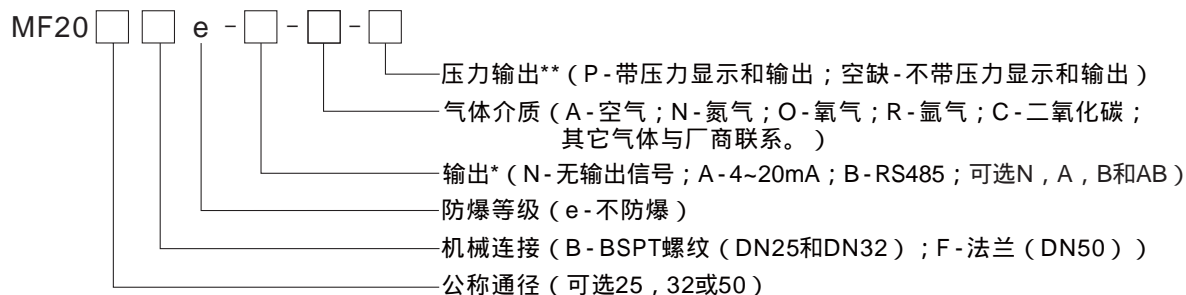 MF20□□e-□-□-□
压力输出**（P-带压力显示和输出；空缺-不带压力显示和输出）
气体介质（A-空气；N-氮气；O-氧气；R-氩气；C-二氧化碳；
其它气体与厂商联系。）
输出*（N-无输出信号；A-4~20mA；B-RS485；可选N，A，B和AB）
防爆等级（e-不防爆）
机械连接（B-BSPT螺纹（DN25和DN32）；F-法兰（DN50））
公称通径（可选25，32或50）